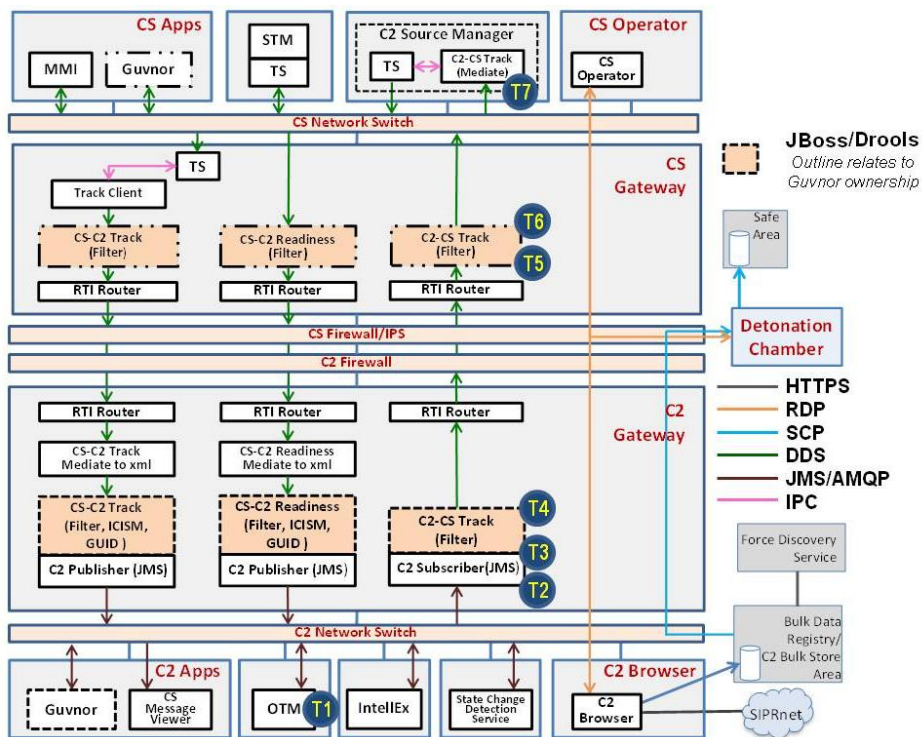 CS Apps
MMI
Guvnor
STM
TS
C2 Source Manager
TS
C2-CS Track
(Mediate)
T7
CS Operator
CS
Operator
CS Network Switch
TS
CS
Gateway
Track Client
CS-C2 Track
(Filter)
CS-C2 Readiness
(Filter)
C2-CS Track
(Filter)
T6
T5
RTI Router
RTI Router
RTI Router
CS Firewall/IPS
C2 Firewall
RTI Router
RTI Router
RTI Router
C2
Gateway
CS-C2 Track
Mediate to xml
CS-C2 Readiness
Mediate to xml
CS-C2 Track
(Filter, ICISM,
GUID )
C2 Publisher (JMS)
CS-C2 Readiness
(Filter, ICISM,
GUID )
C2 Publisher (JMS)
C2-CS Track
(Filter)
C2 Subscriber(JMS)
T4
T3
T2
C2 Network Switch
C2 Apps
Guvnor
CS
Message
Viewer
OTM
T1
IntellEx
State Change
Detection
Service
C2 Browser
C2
Browser
JBoss/Drools
Outline relates to
Guvnor ownership
Safe
Area
Detonation
Chamber
HTTPS
RDP
SCP
DDS
JMS/AMQP
IPC
Force Discovery
Service
Bulk Data
Registry/
C2 Bulk Store
Area
SIPRnet